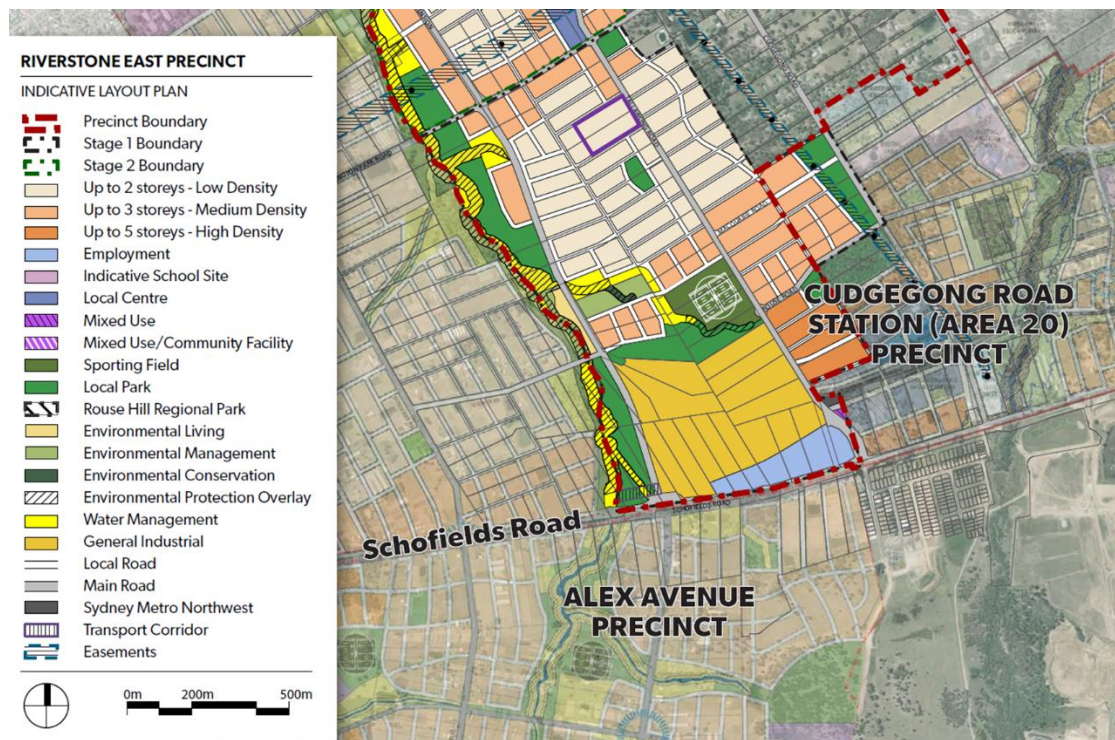 RIVERSTONE EAST PRECINCT
INDICATIVE LAYOUT PLAN
Precinct Boundary
Stage 1 Boundary
Stage 2 Boundary
Up to 2 storeys - Low Density
Up to 3 storeys - Medium Density
Up to 5 storeys - High Density
Employment
Indicative School Site
Local Centre
Mixed Use
Mixed Use/Community Facility
Sporting Field
Local Park
Rouse Hill Regional Park
Environmental Living
Environmental Management
Environmental Conservation
Environmental Protection Overlay
Water Management
General Industrial
Local Road
Main Road
Sydney Metro Northwest
Transport Corridor
Easements
0m 200m 500m
CUDGEGONG ROAD
STATION (AREA 20)
PRECINCT
Schofields Road
SCHOFIELDS ROAD
ALEX AVENUE
PRECINCT